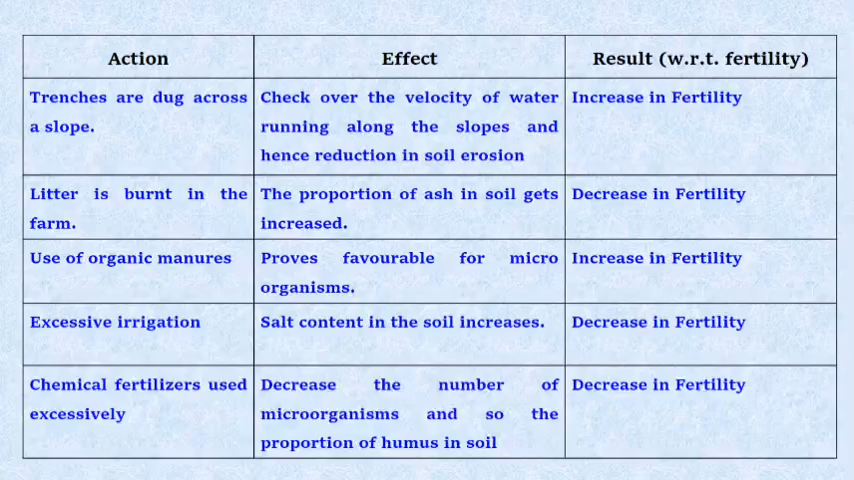 Action Effect Result (w.r.t. fertility)
Trenches are dug across
a slope.
Check over the velocity of water
running along the slopes and
hence reduction in soil erosion
Increase in Fertility
Litter is burnt in the
farm.
The proportion of ash in soil gets
increased.
Decrease in Fertility
Use of organic manures
Proves favourable for micro
organisms.
Increase in Fertility
Excessive irrigation
Salt content in the soil increases.
Decrease in Fertility
Chemical fertilizers used
excessively
Decrease the number of
microorganisms and so the
proportion of humus in soil
Decrease in Fertility